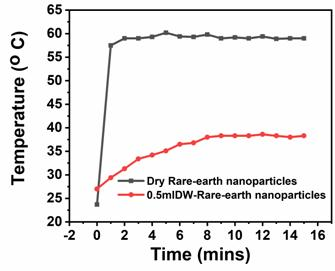 65
60
55
50
45
40
35
30
25
20
Temperature (º C)
Dry Rare-earth nanoparticles
0.5mlDW-Rare-earth nanoparticles
-2 0 2 4 6 8 10 12 14 16
Time (mins)